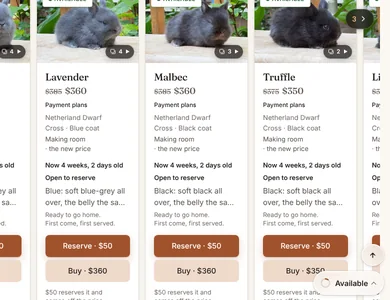 4
4
3
2
3
Lavender
$385 $360
Payment plans
Netherland Dwarf
Cross · Blue coat
Making room
· the new price
Now 4 weeks, 2 days old
Open to reserve
Blue: soft blue-grey all
over, the belly the sa...
Ready to go home.
First come, first served.
Reserve · $50
Buy · $360
$50 reserves it and
Malbec
$385 $360
Payment plans
Netherland Dwarf
Cross · Black coat
Making room
· the new price
Now 4 weeks, 2 days old
Open to reserve
Black: soft black all
over, the belly the sa...
Ready to go home.
First come, first served.
Reserve · $50
Buy · $360
$50 reserves it and
Truffle
$375 $350
Payment plans
Netherland Dwarf
Cross · Black coat
Making room
· the new price
Now 4 weeks, 2 days old
Open to reserve
Black: soft black all
over, the belly the sa...
Ready to go home.
First come, first served.
Reserve · $50
Buy · $350
$50 reserves it and
Available